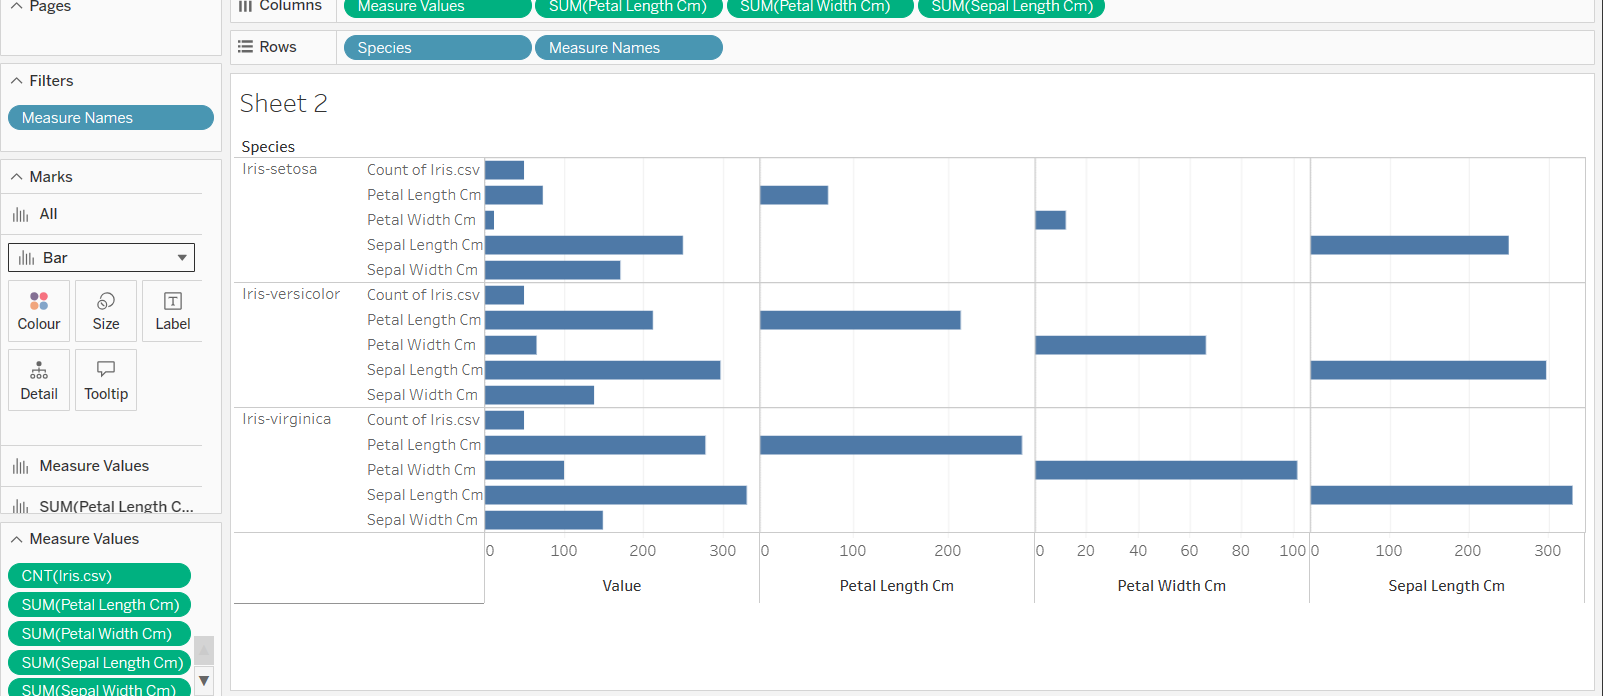 Pages
Columns
Measure Values
SUM(Petal Length Cm)
SUM(Petal Width Cm)
SUM(Sepal Length Cm)
Rows
Species
Measure Names
Filters
Measure Names
Marks
All
Bar
Colour
Size
Label
Detail
Tooltip
Measure Values
SUM(Petal Length C...
Measure Values
CNT(Iris.csv)
SUM(Petal Length Cm)
SUM(Petal Width Cm)
SUM(Sepal Length Cm)
SUM(Sepal Width Cm)
Sheet 2
Species
Iris-setosa
Count of Iris.csv
Petal Length Cm
Petal Width Cm
Sepal Length Cm
Sepal Width Cm
Iris-versicolor
Count of Iris.csv
Petal Length Cm
Petal Width Cm
Sepal Length Cm
Sepal Width Cm
Iris-virginica
Count of Iris.csv
Petal Length Cm
Petal Width Cm
Sepal Length Cm
Sepal Width Cm
0 100 200 300
Value
0 100 200
Petal Length Cm
0 20 40 60 80 100
Petal Width Cm
0 100 200 300
Sepal Length Cm